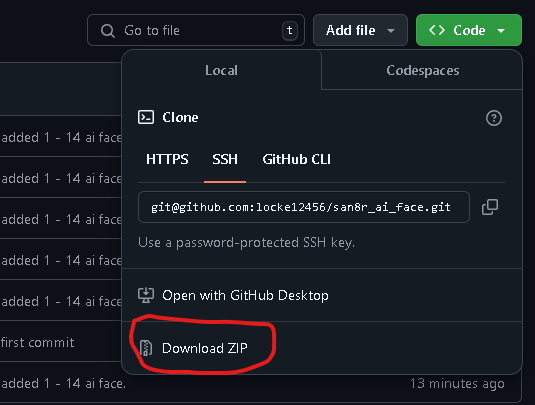 Go to file t Add file Code
Local Codespaces
Clone
added 1 - 14 ai face
HTTPS SSH GitHub CLI
added 1 - 14 ai face
git@github.com:locke12456/san8r_ai_face.git
added 1 - 14 ai face
Use a password-protected SSH key.
added 1 - 14 ai face
Open with GitHub Desktop
added 1 - 14 ai face
first commit
Download ZIP
added 1 - 14 ai face. 13 minutes ago